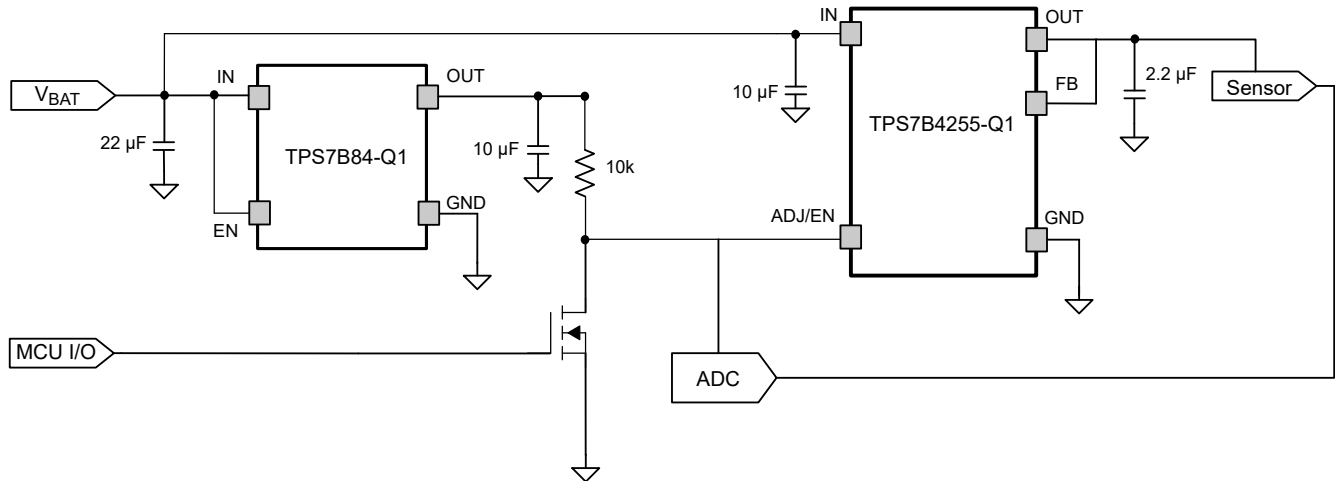 IN
OUT
V_BAT
IN
OUT
FB
2.2 µF
Sensor
10 µF
TPS7B4255-Q1
22 µF
TPS7B84-Q1
10 µF
10k
EN
GND
ADJ/EN
GND
MCU I/O
ADC